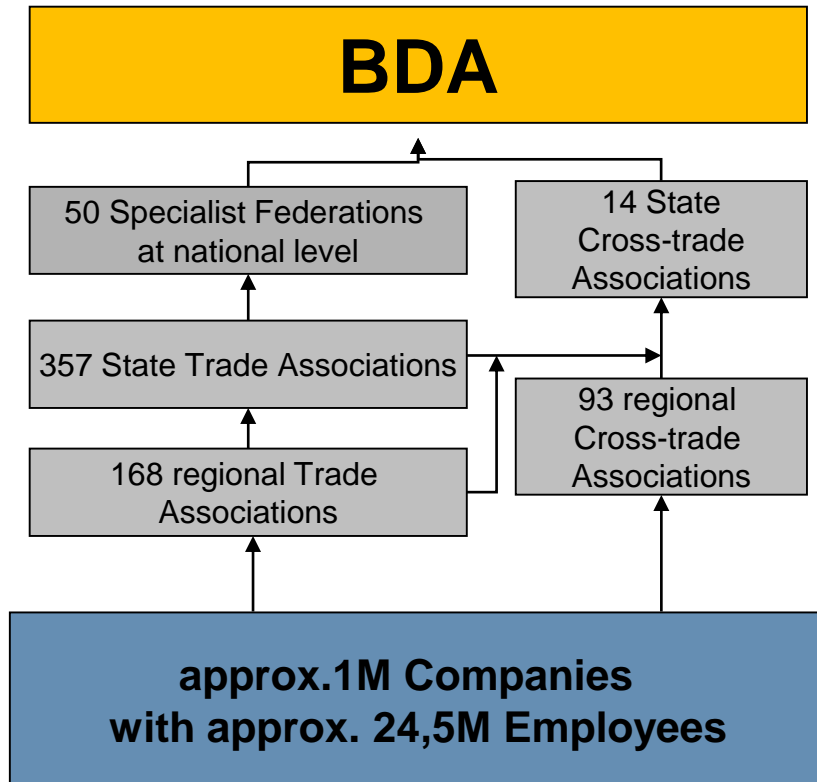 BDA
50 Specialist Federations
at national level
14 State
Cross-trade
Associations
357 State Trade Associations
93 regional
Cross-trade
Associations
168 regional Trade
Associations
approx.1M Companies
with approx. 24,5M Employees